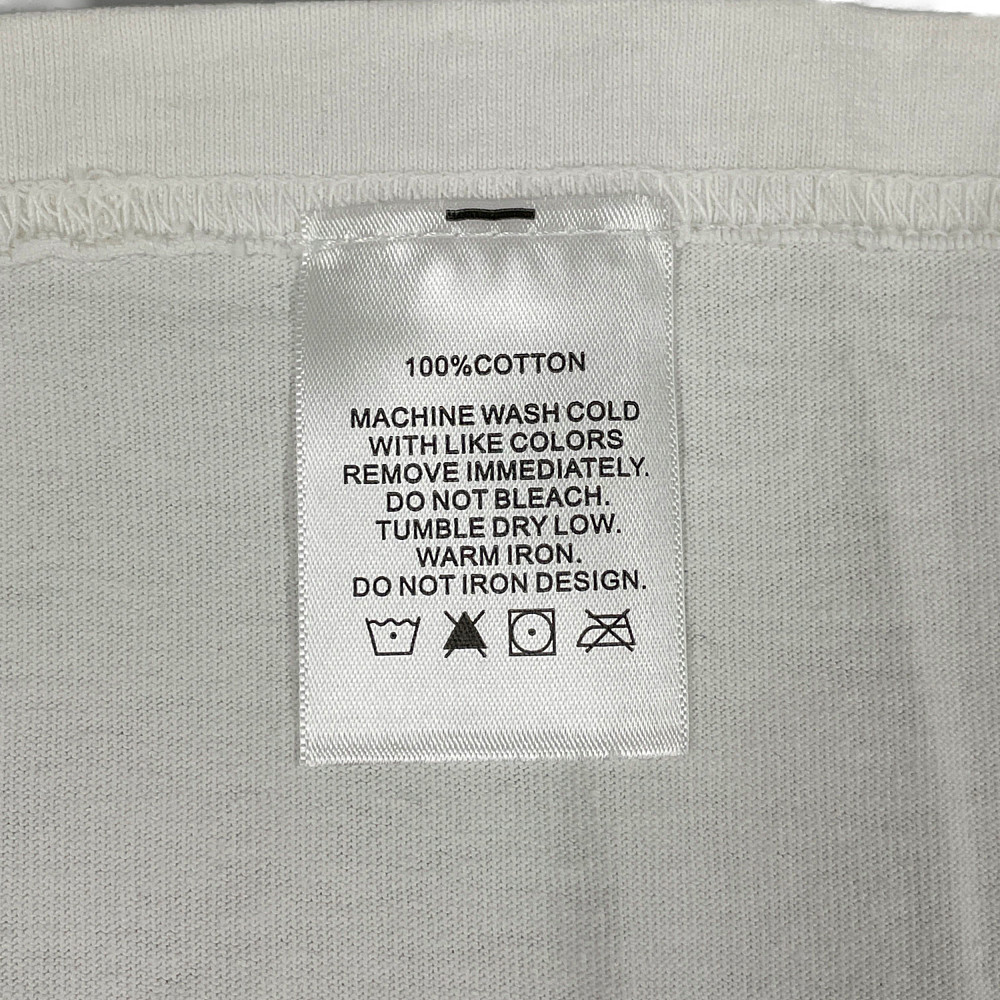 100%COTTON
MACHINE WASH COLD
WITH LIKE COLORS
REMOVE IMMEDIATELY.
DO NOT BLEACH.
TUMBLE DRY LOW.
WARM IRON.
DO NOT IRON DESIGN.